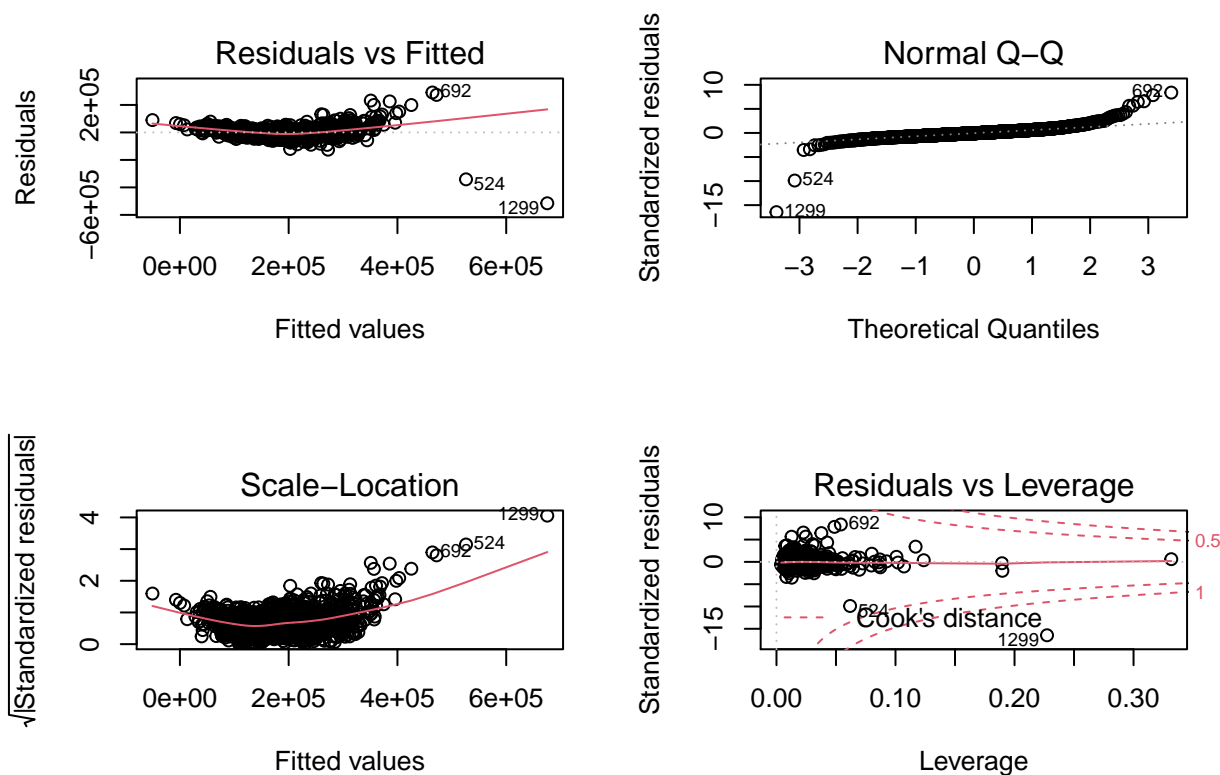 Residuals vs Fitted
Residuals
2e+05
−6e+05
692
524
1299
0e+00 2e+05 4e+05 6e+05
Fitted values
Normal Q−Q
Standardized residuals
10
0
−15
692
524
1299
−3 −2 −1 0 1 2 3
Theoretical Quantiles
Scale−Location
√|Standardized residuals|
4
2
0
1299
692
524
0e+00 2e+05 4e+05 6e+05
Fitted values
Residuals vs Leverage
Standardized residuals
10
0
−15
692
0.5
1
524
Cook's distance
1299
0.00 0.10 0.20 0.30
Leverage